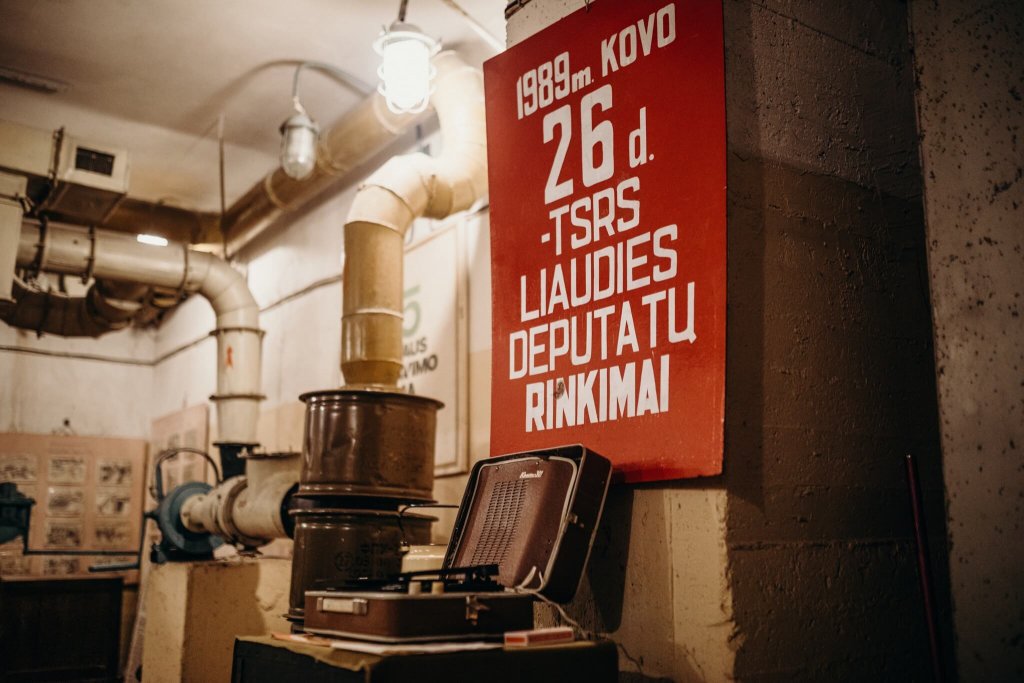 1989m. KOVO
26 d.
-TSRS
LIAUDIES
DEPUTATŲ
RINKIMAI